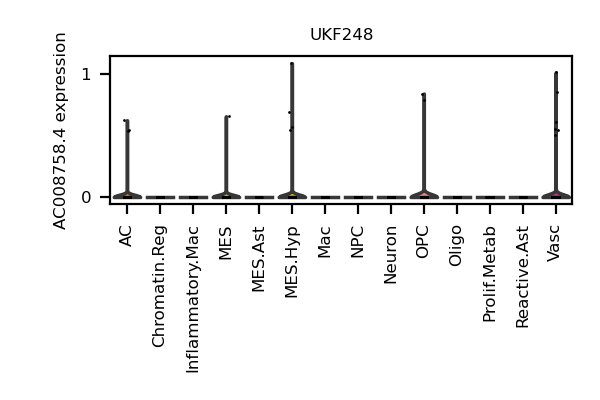 UKF248
AC008758.4 expression
1
0
AC
Chromatin.Reg
Inflammatory.Mac
MES
MES.Ast
MES.Hyp
Mac
NPC
Neuron
OPC
Oligo
Prolif.Metab
Reactive.Ast
Vasc